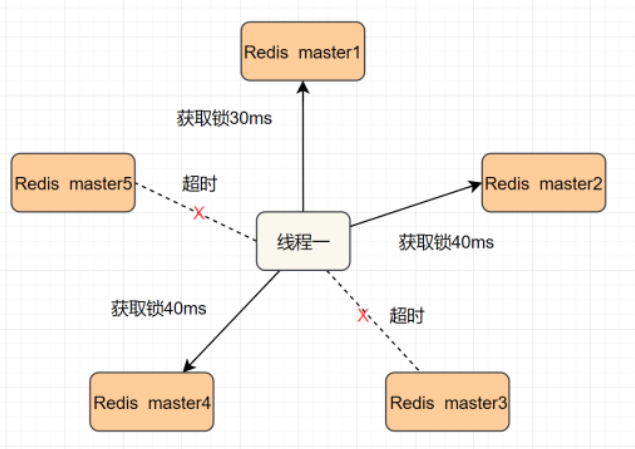 Redis master1
获取锁30ms
Redis master5
超时
Redis master2
线程一
获取锁40ms
获取锁40ms
超时
Redis master4
Redis master3